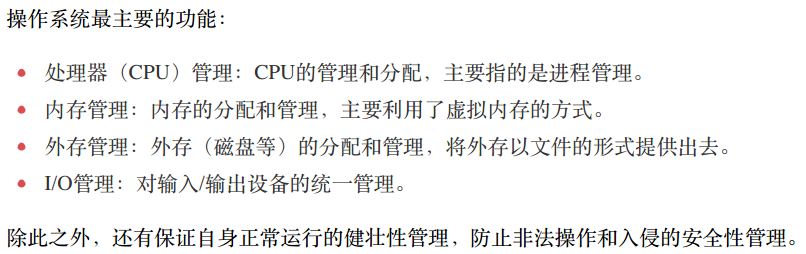 操作系统最主要的功能：
处理器（CPU）管理：CPU的管理和分配，主要指的是进程管理。
内存管理：内存的分配和管理，主要利用了虚拟内存的方式。
外存管理：外存（磁盘等）的分配和管理，将外存以文件的形式提供出去。
I/O管理：对输入/输出设备的统一管理。
除此之外，还有保证自身正常运行的健壮性管理，防止非法操作和入侵的安全性管理。